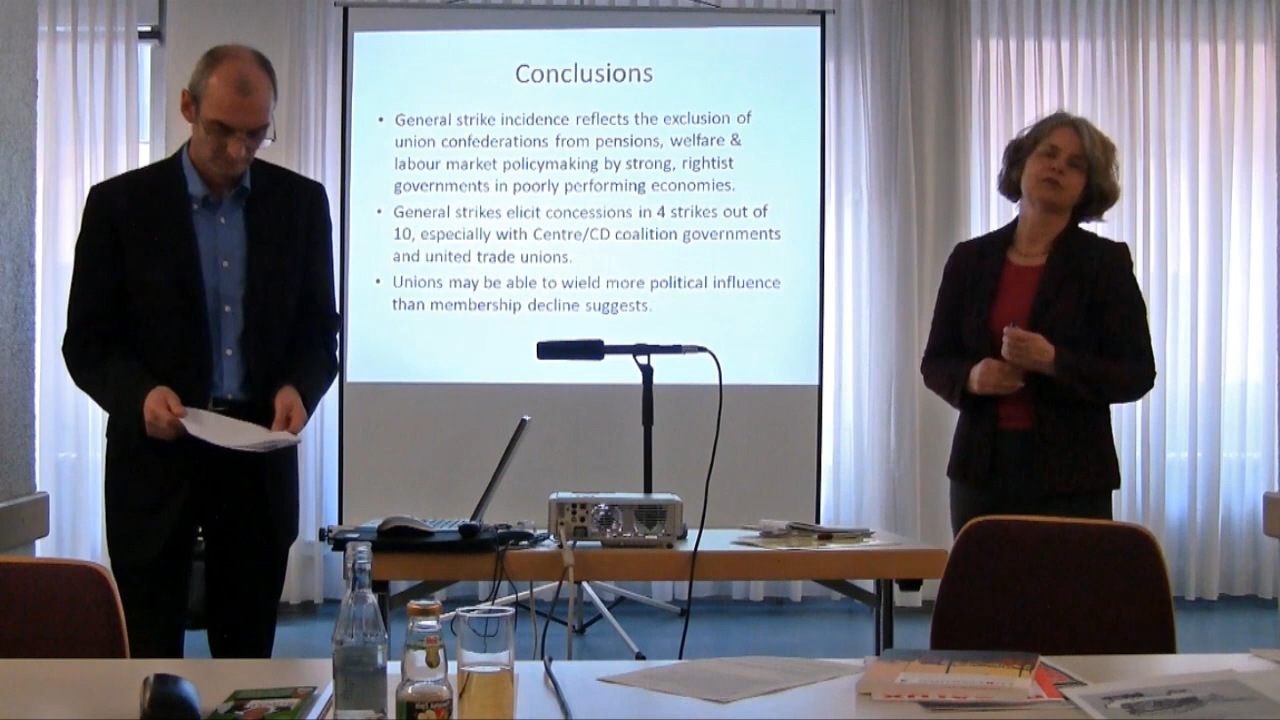 Conclusions
• General strike incidence reflects the exclusion of
union confederations from pensions, welfare &
labour market policymaking by strong, rightist
governments in poorly performing economies.
• General strikes elicit concessions in 4 strikes out of
10, especially with Centre/CD coalition governments
and united trade unions.
• Unions may be able to wield more political influence
than membership decline suggests.